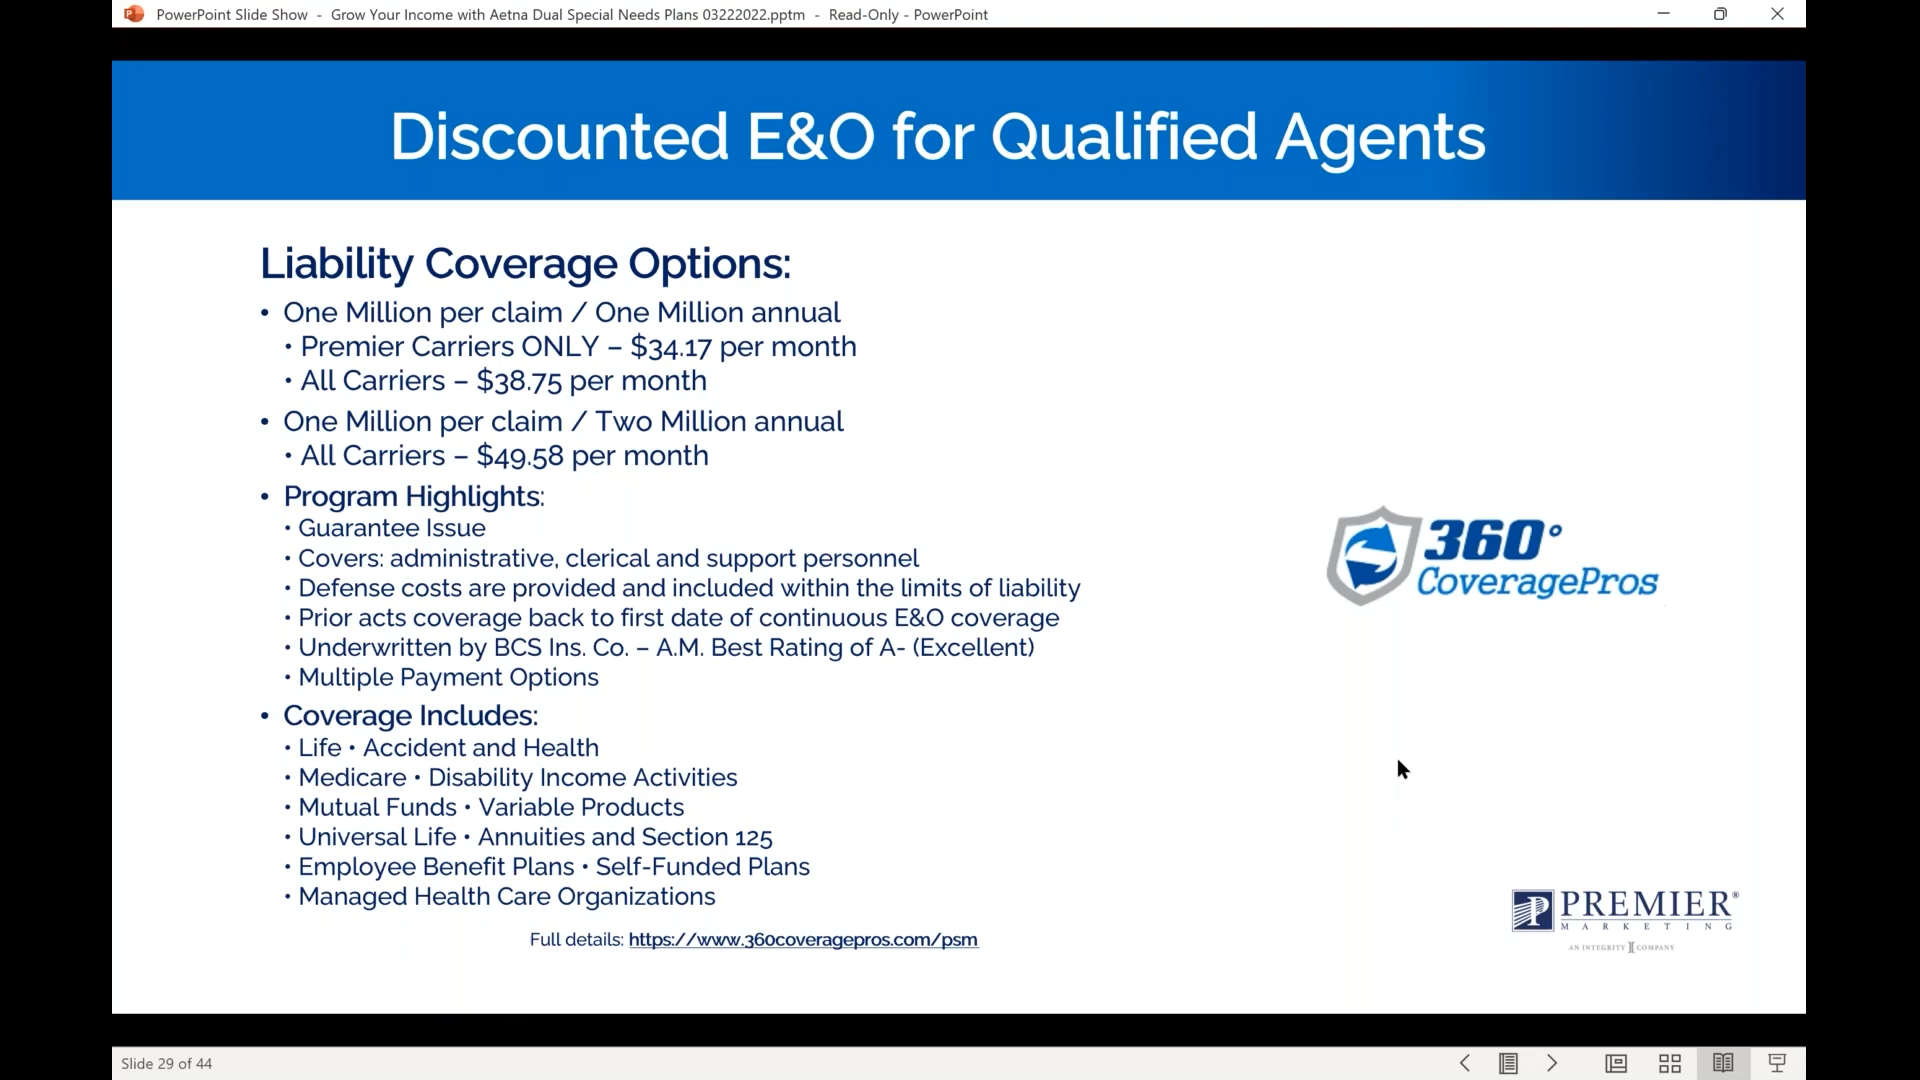 PowerPoint Slide Show - Grow Your Income with Aetna Dual Special Needs Plans 03222022.pptm - Read-Only - PowerPoint
Discounted E&O for Qualified Agents
Liability Coverage Options:
• One Million per claim / One Million annual
• Premier Carriers ONLY – $34.17 per month
• All Carriers – $38.75 per month
• One Million per claim / Two Million annual
• All Carriers – $49.58 per month
• Program Highlights:
• Guarantee Issue
• Covers: administrative, clerical and support personnel
• Defense costs are provided and included within the limits of liability
• Prior acts coverage back to first date of continuous E&O coverage
• Underwritten by BCS Ins. Co. – A.M. Best Rating of A- (Excellent)
• Multiple Payment Options
• Coverage Includes:
• Life • Accident and Health
• Medicare • Disability Income Activities
• Mutual Funds • Variable Products
• Universal Life • Annuities and Section 125
• Employee Benefit Plans • Self-Funded Plans
• Managed Health Care Organizations
Full details: https://www.360coveragepros.com/psm
360°
CoveragePros
P PREMIER®
MARKETING
AN INTEGRITY COMPANY
Slide 29 of 44